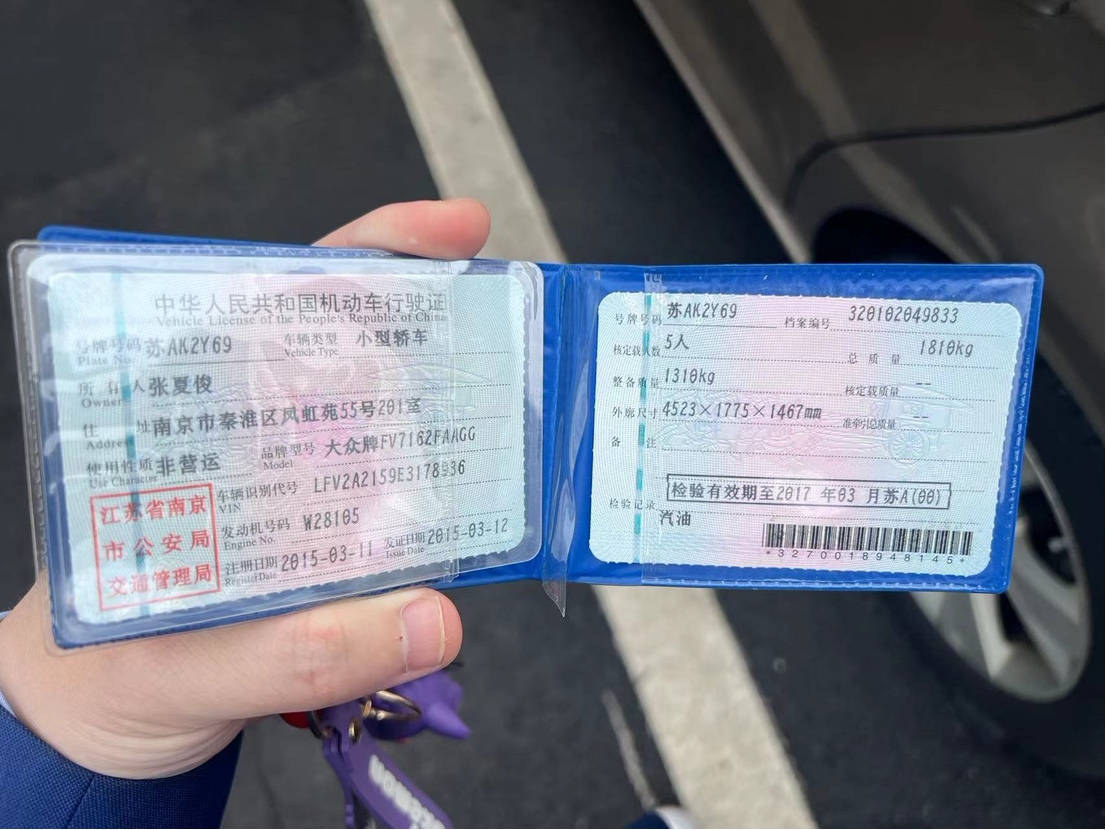 中华人民共和国机动车行驶证
Vehicle License of the People's Republic of China
号牌号码 苏AK2Y69 车辆类型 小型轿车
Plate No. Vehicle Type
所有人 张夏俊
Owner
住址 南京市秦淮区凤虹苑55号201室
Address
使用性质 非营运 品牌型号 大众牌FV7162FAAGG
Use Character Model
车辆识别代号 LFV2A2159E3178936
VIN
发动机号码 W28105
Engine No.
注册日期 2015-03-11 发证日期 2015-03-12
Register Date Issue Date
江苏省南京
市公安局
交通管理局
号牌号码 苏AK2Y69 档案编号 320102049833
核定载人数 5人 总质量 1810kg
整备质量 1310kg 核定载质量 --
外廓尺寸 4523×1775×1467mm 准牵引总质量 --
备注
检验有效期至2017年03月苏A(00)
检验记录
汽油
*3270018948145*